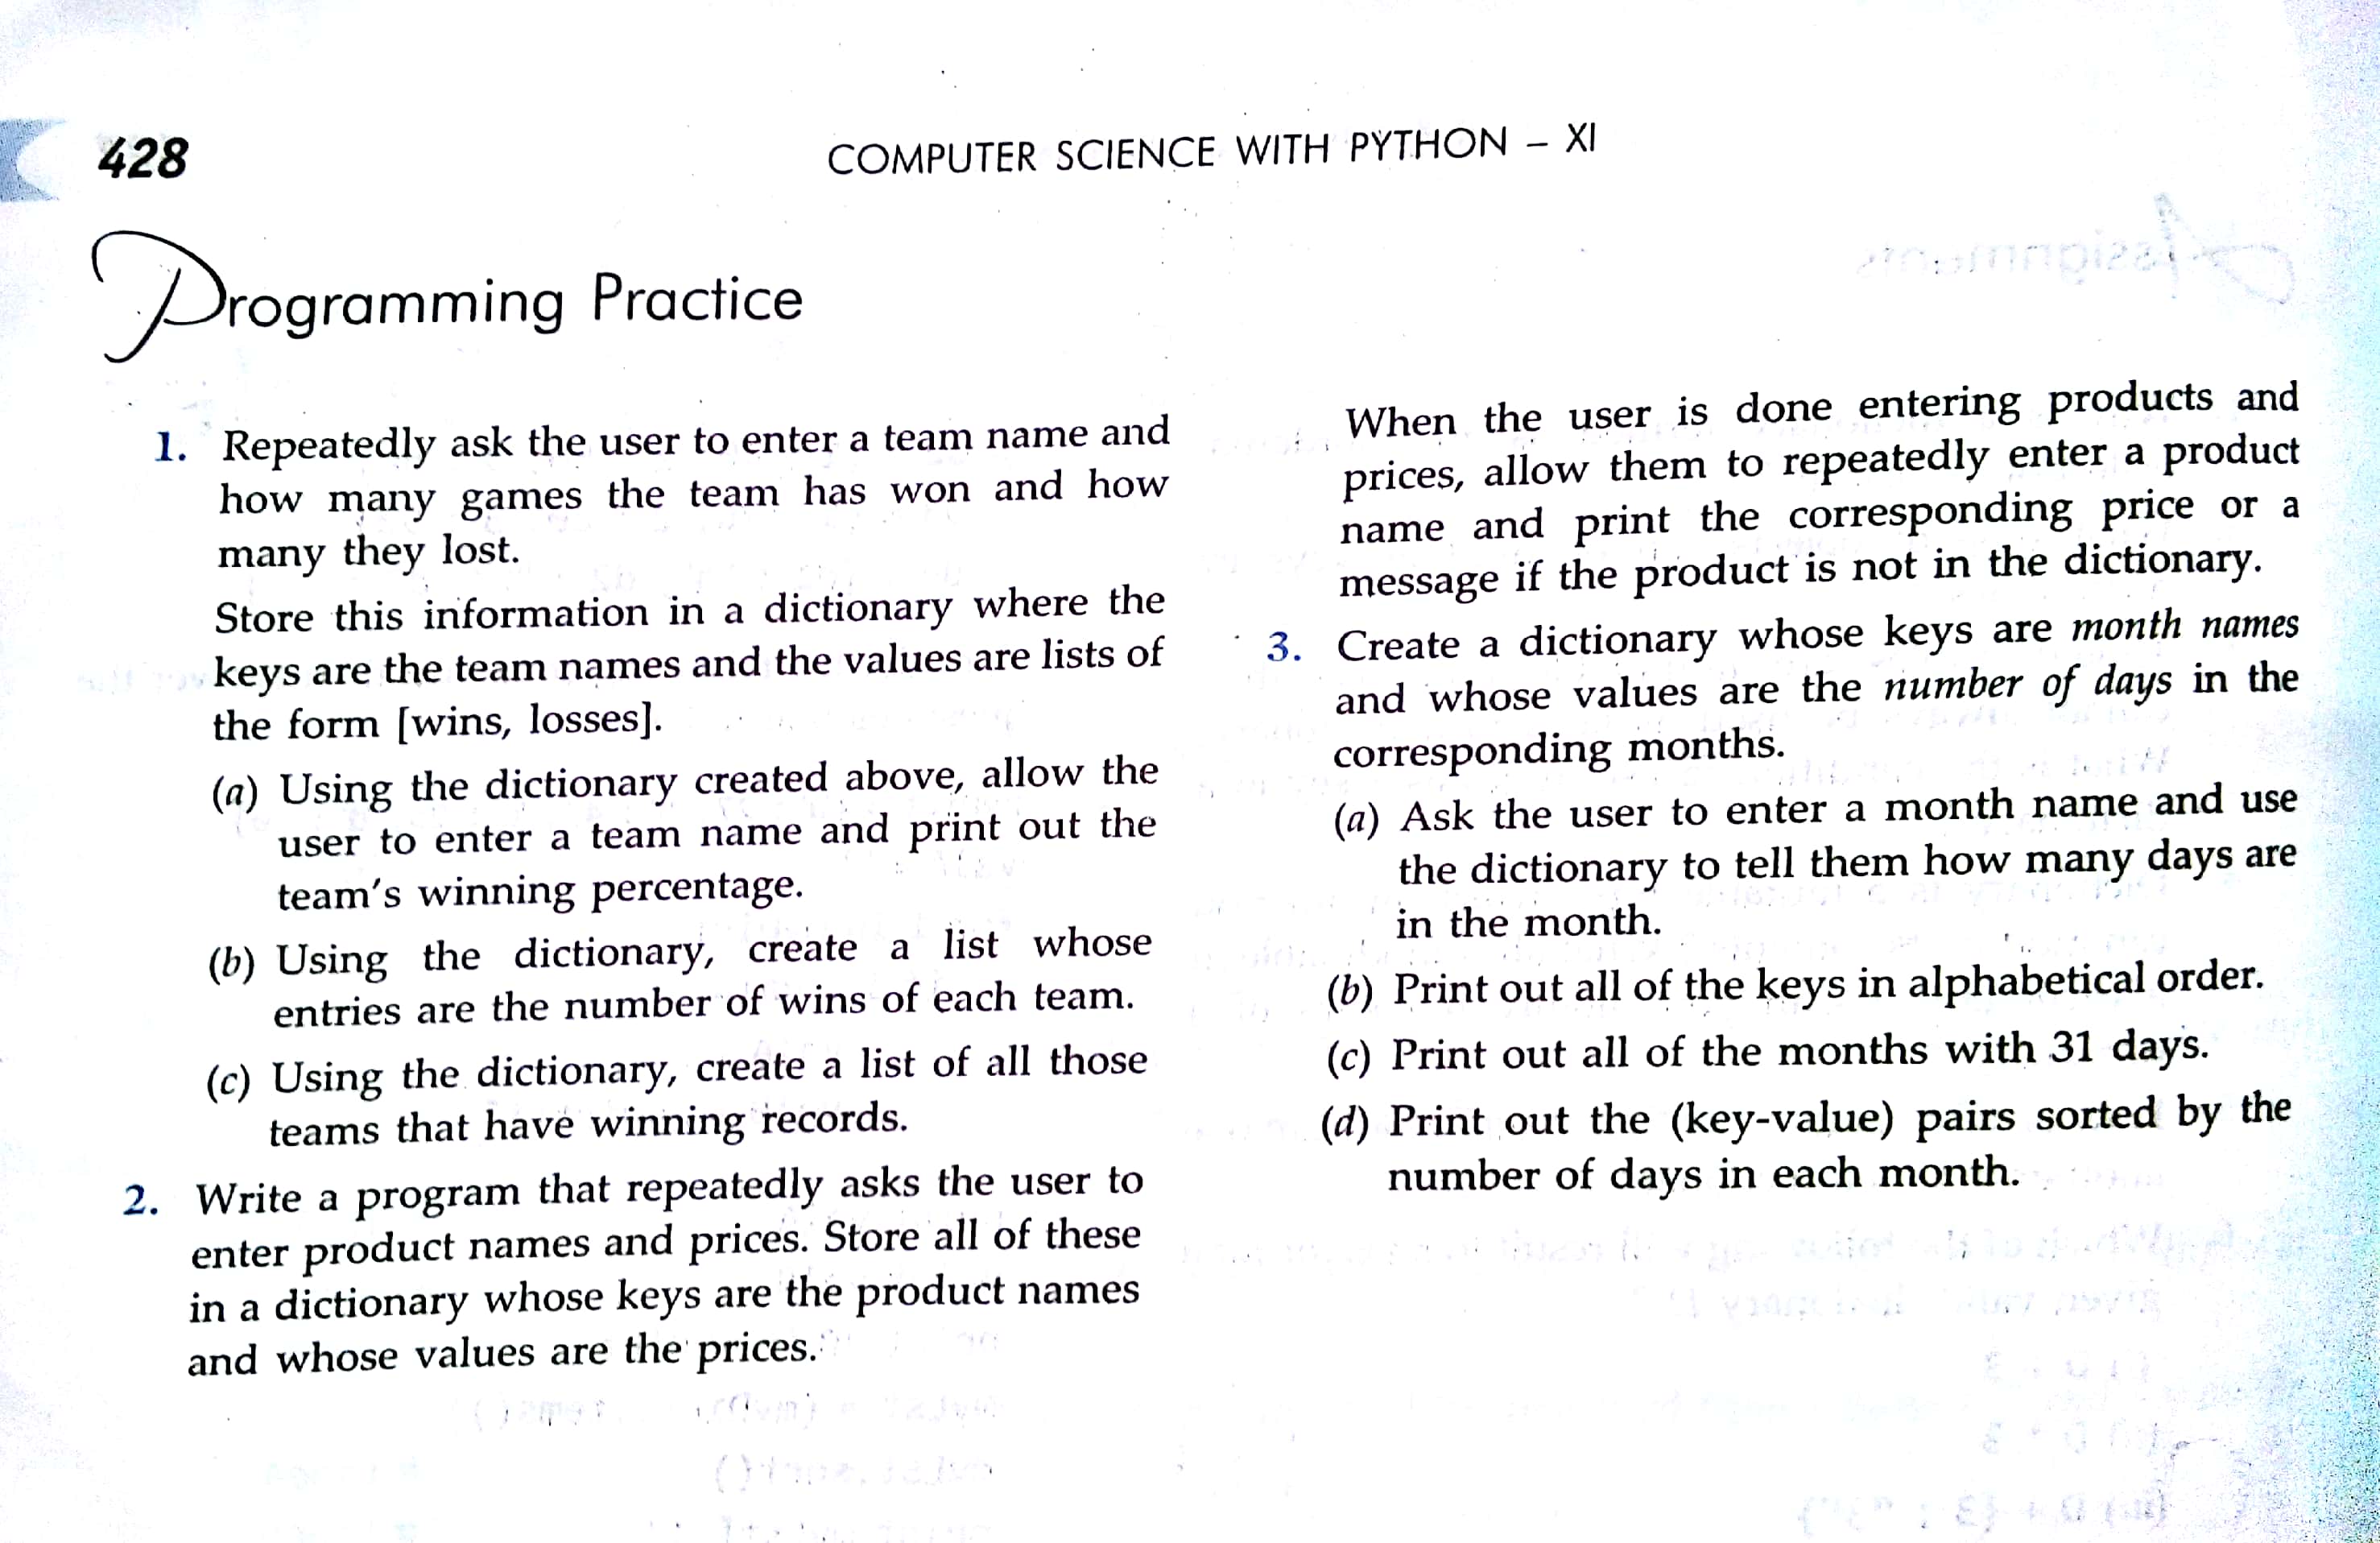 428
COMPUTER SCIENCE WITH PYTHON – XI
Programming Practice
1. Repeatedly ask the user to enter a team name and
how many games the team has won and how
many they lost.
Store this information in a dictionary where the
keys are the team names and the values are lists of
the form [wins, losses].
(a) Using the dictionary created above, allow the
user to enter a team name and print out the
team's winning percentage.
(b) Using the dictionary, create a list whose
entries are the number of wins of each team.
(c) Using the dictionary, create a list of all those
teams that have winning records.
2. Write a program that repeatedly asks the user to
enter product names and prices. Store all of these
in a dictionary whose keys are the product names
and whose values are the prices.
When the user is done entering products and
prices, allow them to repeatedly enter a product
name and print the corresponding price or a
message if the product is not in the dictionary.
3. Create a dictionary whose keys are month names
and whose values are the number of days in the
corresponding months.
(a) Ask the user to enter a month name and use
the dictionary to tell them how many days are
in the month.
(b) Print out all of the keys in alphabetical order.
(c) Print out all of the months with 31 days.
(d) Print out the (key-value) pairs sorted by the
number of days in each month.